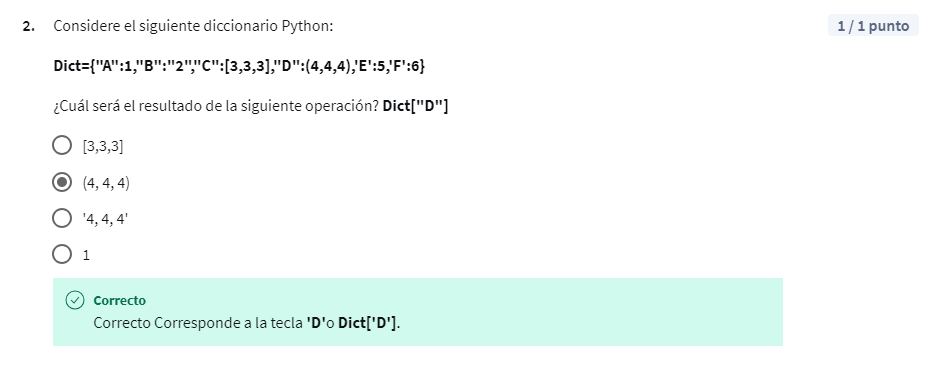 2. Considere el siguiente diccionario Python:
1 / 1 punto
Dict={"A":1,"B":"2","C":[3,3,3],"D":(4,4,4),'E':5,'F':6}
¿Cuál será el resultado de la siguiente operación? Dict["D"]
[3,3,3]
(4, 4, 4)
'4, 4, 4'
1
Correcto
Correcto Corresponde a la tecla 'D'o Dict['D'].